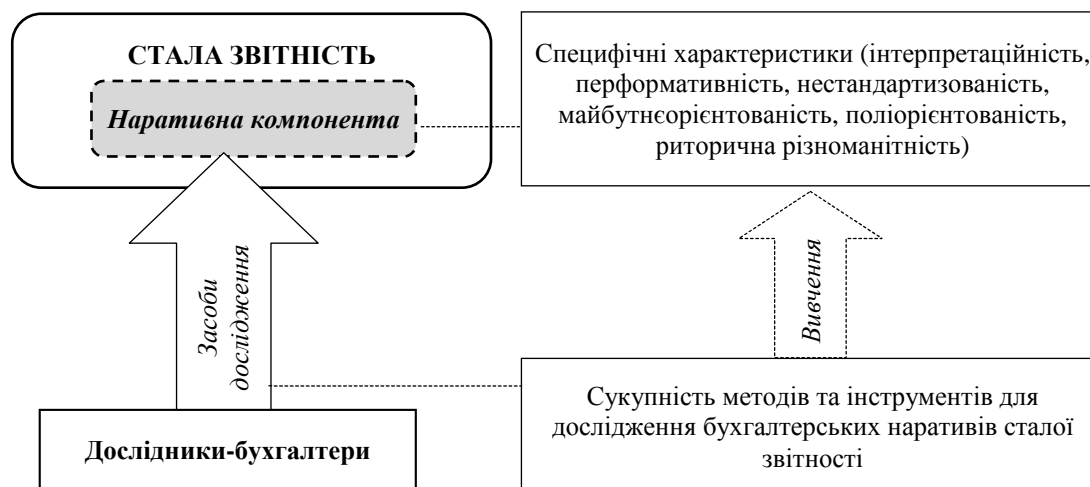 СТАЛА ЗВІТНІСТЬ
Наративна компонента
Специфічні характеристики (інтерпретаційність,
перформативність, нестандартизованість,
майбутнєорієнтованість, поліорієнтованість,
риторична різноманітність)
Засоби
дослідження
Вивчення
Дослідники-бухгалтери
Сукупність методів та інструментів для
дослідження бухгалтерських наративів сталої
звітності